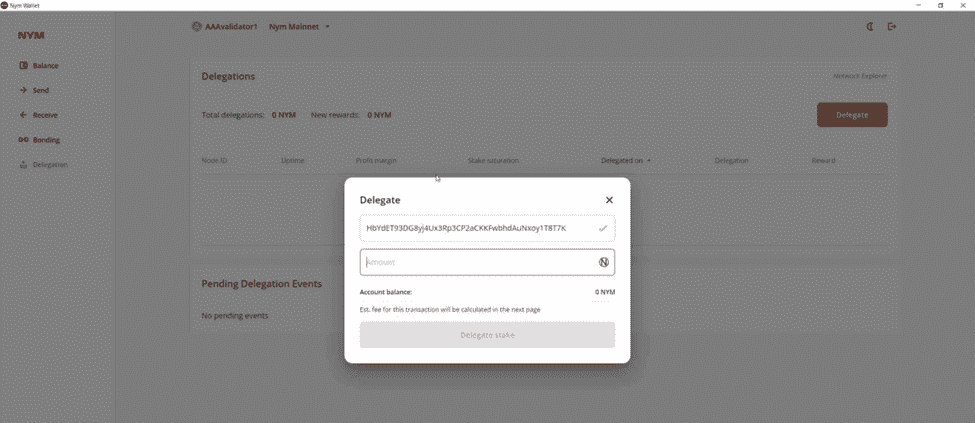 Nym Wallet
NYM
AAAvalidator1 Nym Mainnet
Balance
Send
Receive
Bonding
Delegation
Delegations
Network Explorer
Total delegations: 0 NYM New rewards: 0 NYM
Delegate
Node ID Uptime Profit margin Stake saturation Delegated on Delegation Reward
Delegate
HbYdET93DG8yj4Ux3Rp3CP2aCKKFwbhdAuNxoy1T8T7K
Amount
Account balance: 0 NYM
Est. fee for this transaction will be calculated in the next page
Delegate stake
Pending Delegation Events
No pending events